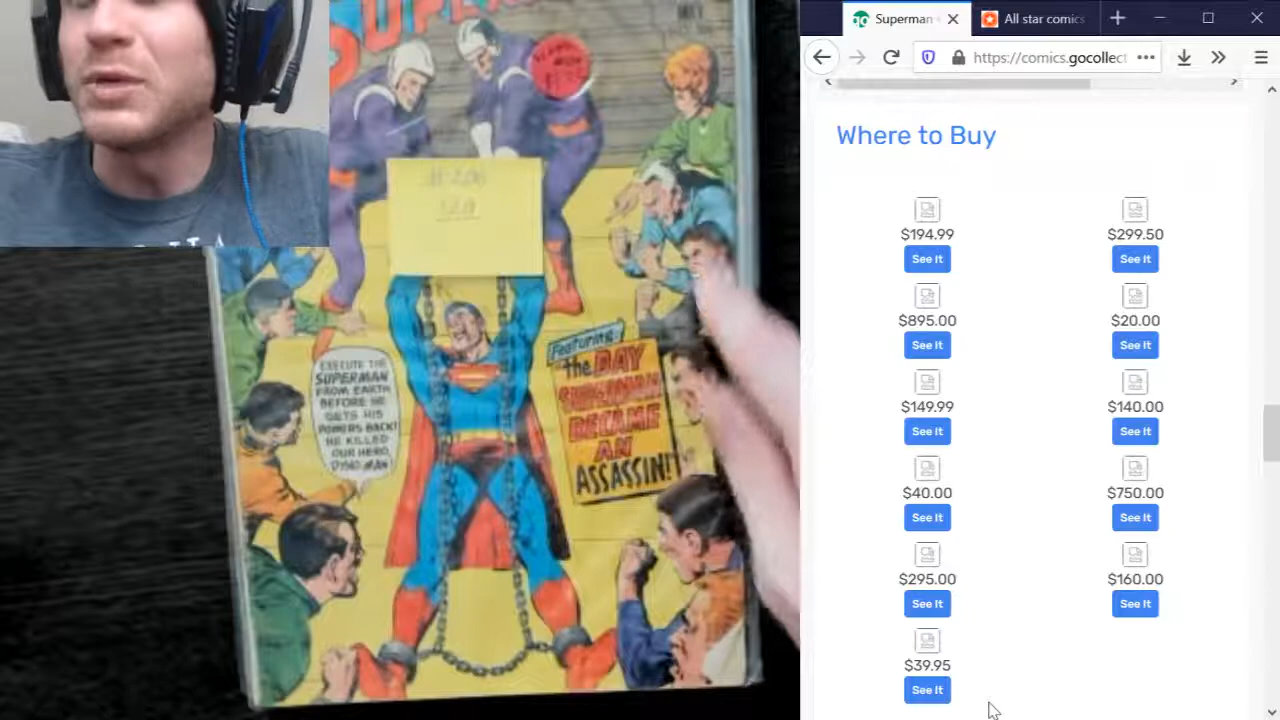 SUPERMAN
#206
EXECUTE THE
SUPERMAN
FROM EARTH
BEFORE HE
GETS HIS
POWERS BACK!
HE KILLED
OUR HERO,
DYNO-MAN!
Featuring:
"the DAY
SUPERMAN
BECAME
AN
ASSASSIN!"
Superman
All star comics
https://comics.gocollect
Where to Buy
$194.99
$299.50
See It
See It
$895.00
$20.00
See It
See It
$149.99
$140.00
See It
See It
$40.00
$750.00
See It
See It
$295.00
$160.00
See It
See It
$39.95
See It